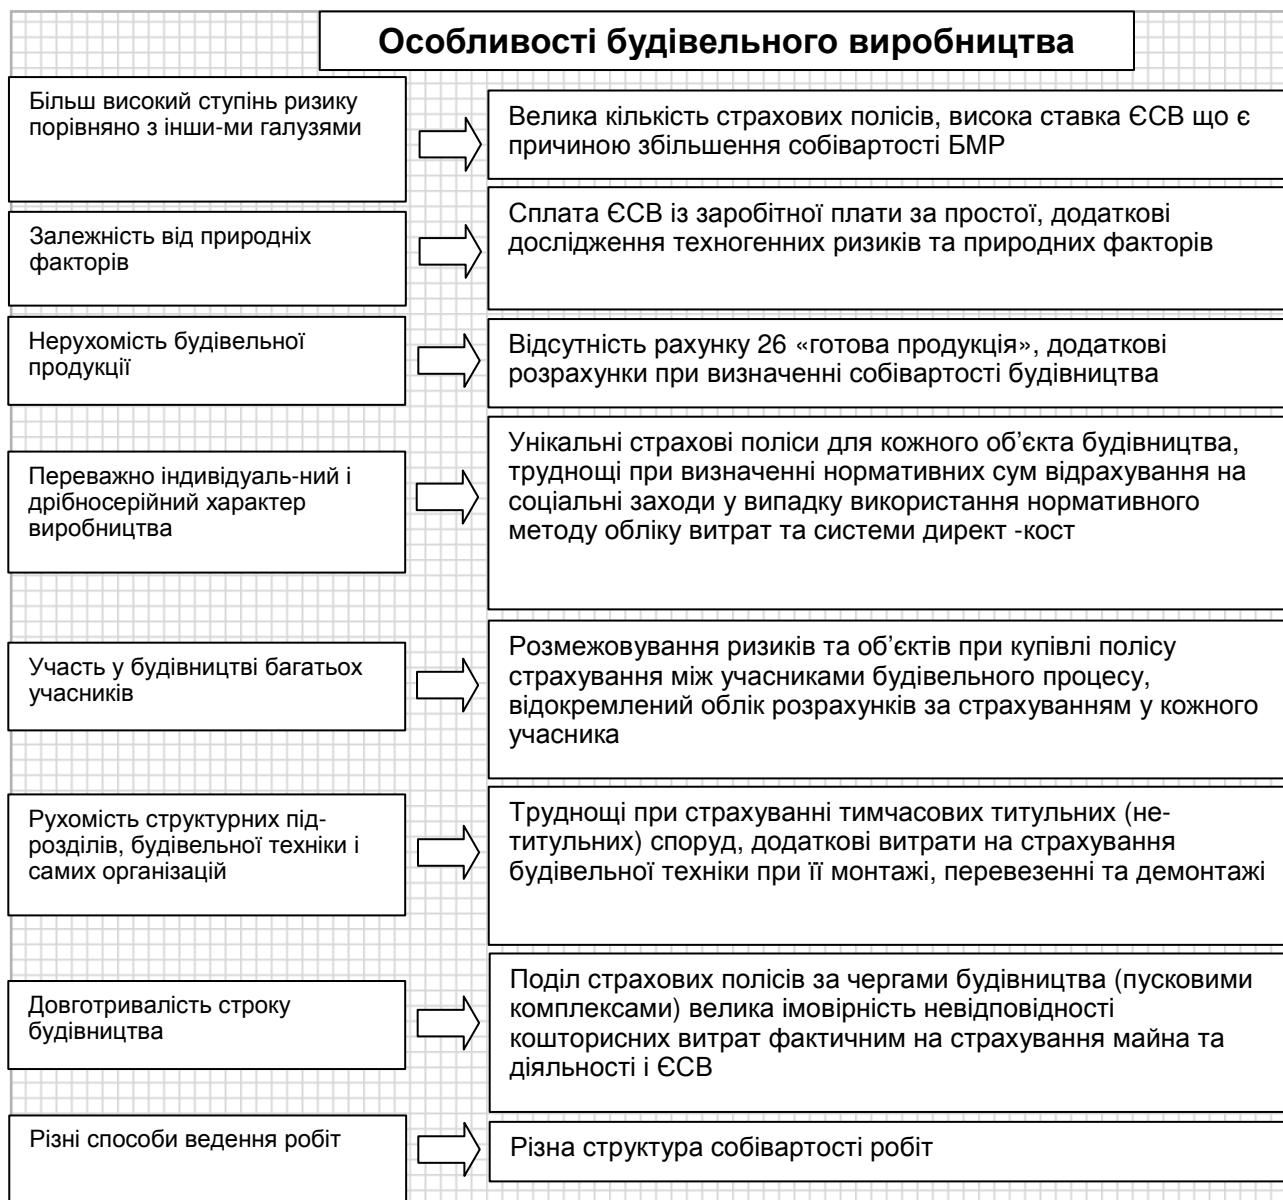 Особливості будівельного виробництва
Більш високий ступінь ризику
порівняно з інши-ми галузями
Велика кількість страхових полісів, висока ставка ЄСВ що є
причиною збільшення собівартості БМР
Залежність від природніх
факторів
Сплата ЄСВ із заробітної плати за простої, додаткові
дослідження техногенних ризиків та природних факторів
Нерухомість будівельної
продукції
Відсутність рахунку 26 «готова продукція», додаткові
розрахунки при визначенні собівартості будівництва
Переважно індивідуаль-ний і
дрібносерійний характер
виробництва
Унікальні страхові поліси для кожного об’єкта будівництва,
труднощі при визначенні нормативних сум відрахування на
соціальні заходи у випадку використання нормативного
методу обліку витрат та системи директ -кост
Участь у будівництві багатьох
учасників
Розмежовування ризиків та об’єктів при купівлі полісу
страхування між учасниками будівельного процесу,
відокремлений облік розрахунків за страхуванням у кожного
учасника
Рухомість структурних під-
розділів, будівельної техніки і
самих організацій
Труднощі при страхуванні тимчасових титульних (не-
титульних) споруд, додаткові витрати на страхування
будівельної техніки при її монтажі, перевезенні та демонтажі
Довготривалість строку
будівництва
Поділ страхових полісів за чергами будівництва (пусковими
комплексами) велика імовірність невідповідності
кошторисних витрат фактичним на страхування майна та
діяльності і ЄСВ
Різні способи ведення робіт
Різна структура собівартості робіт